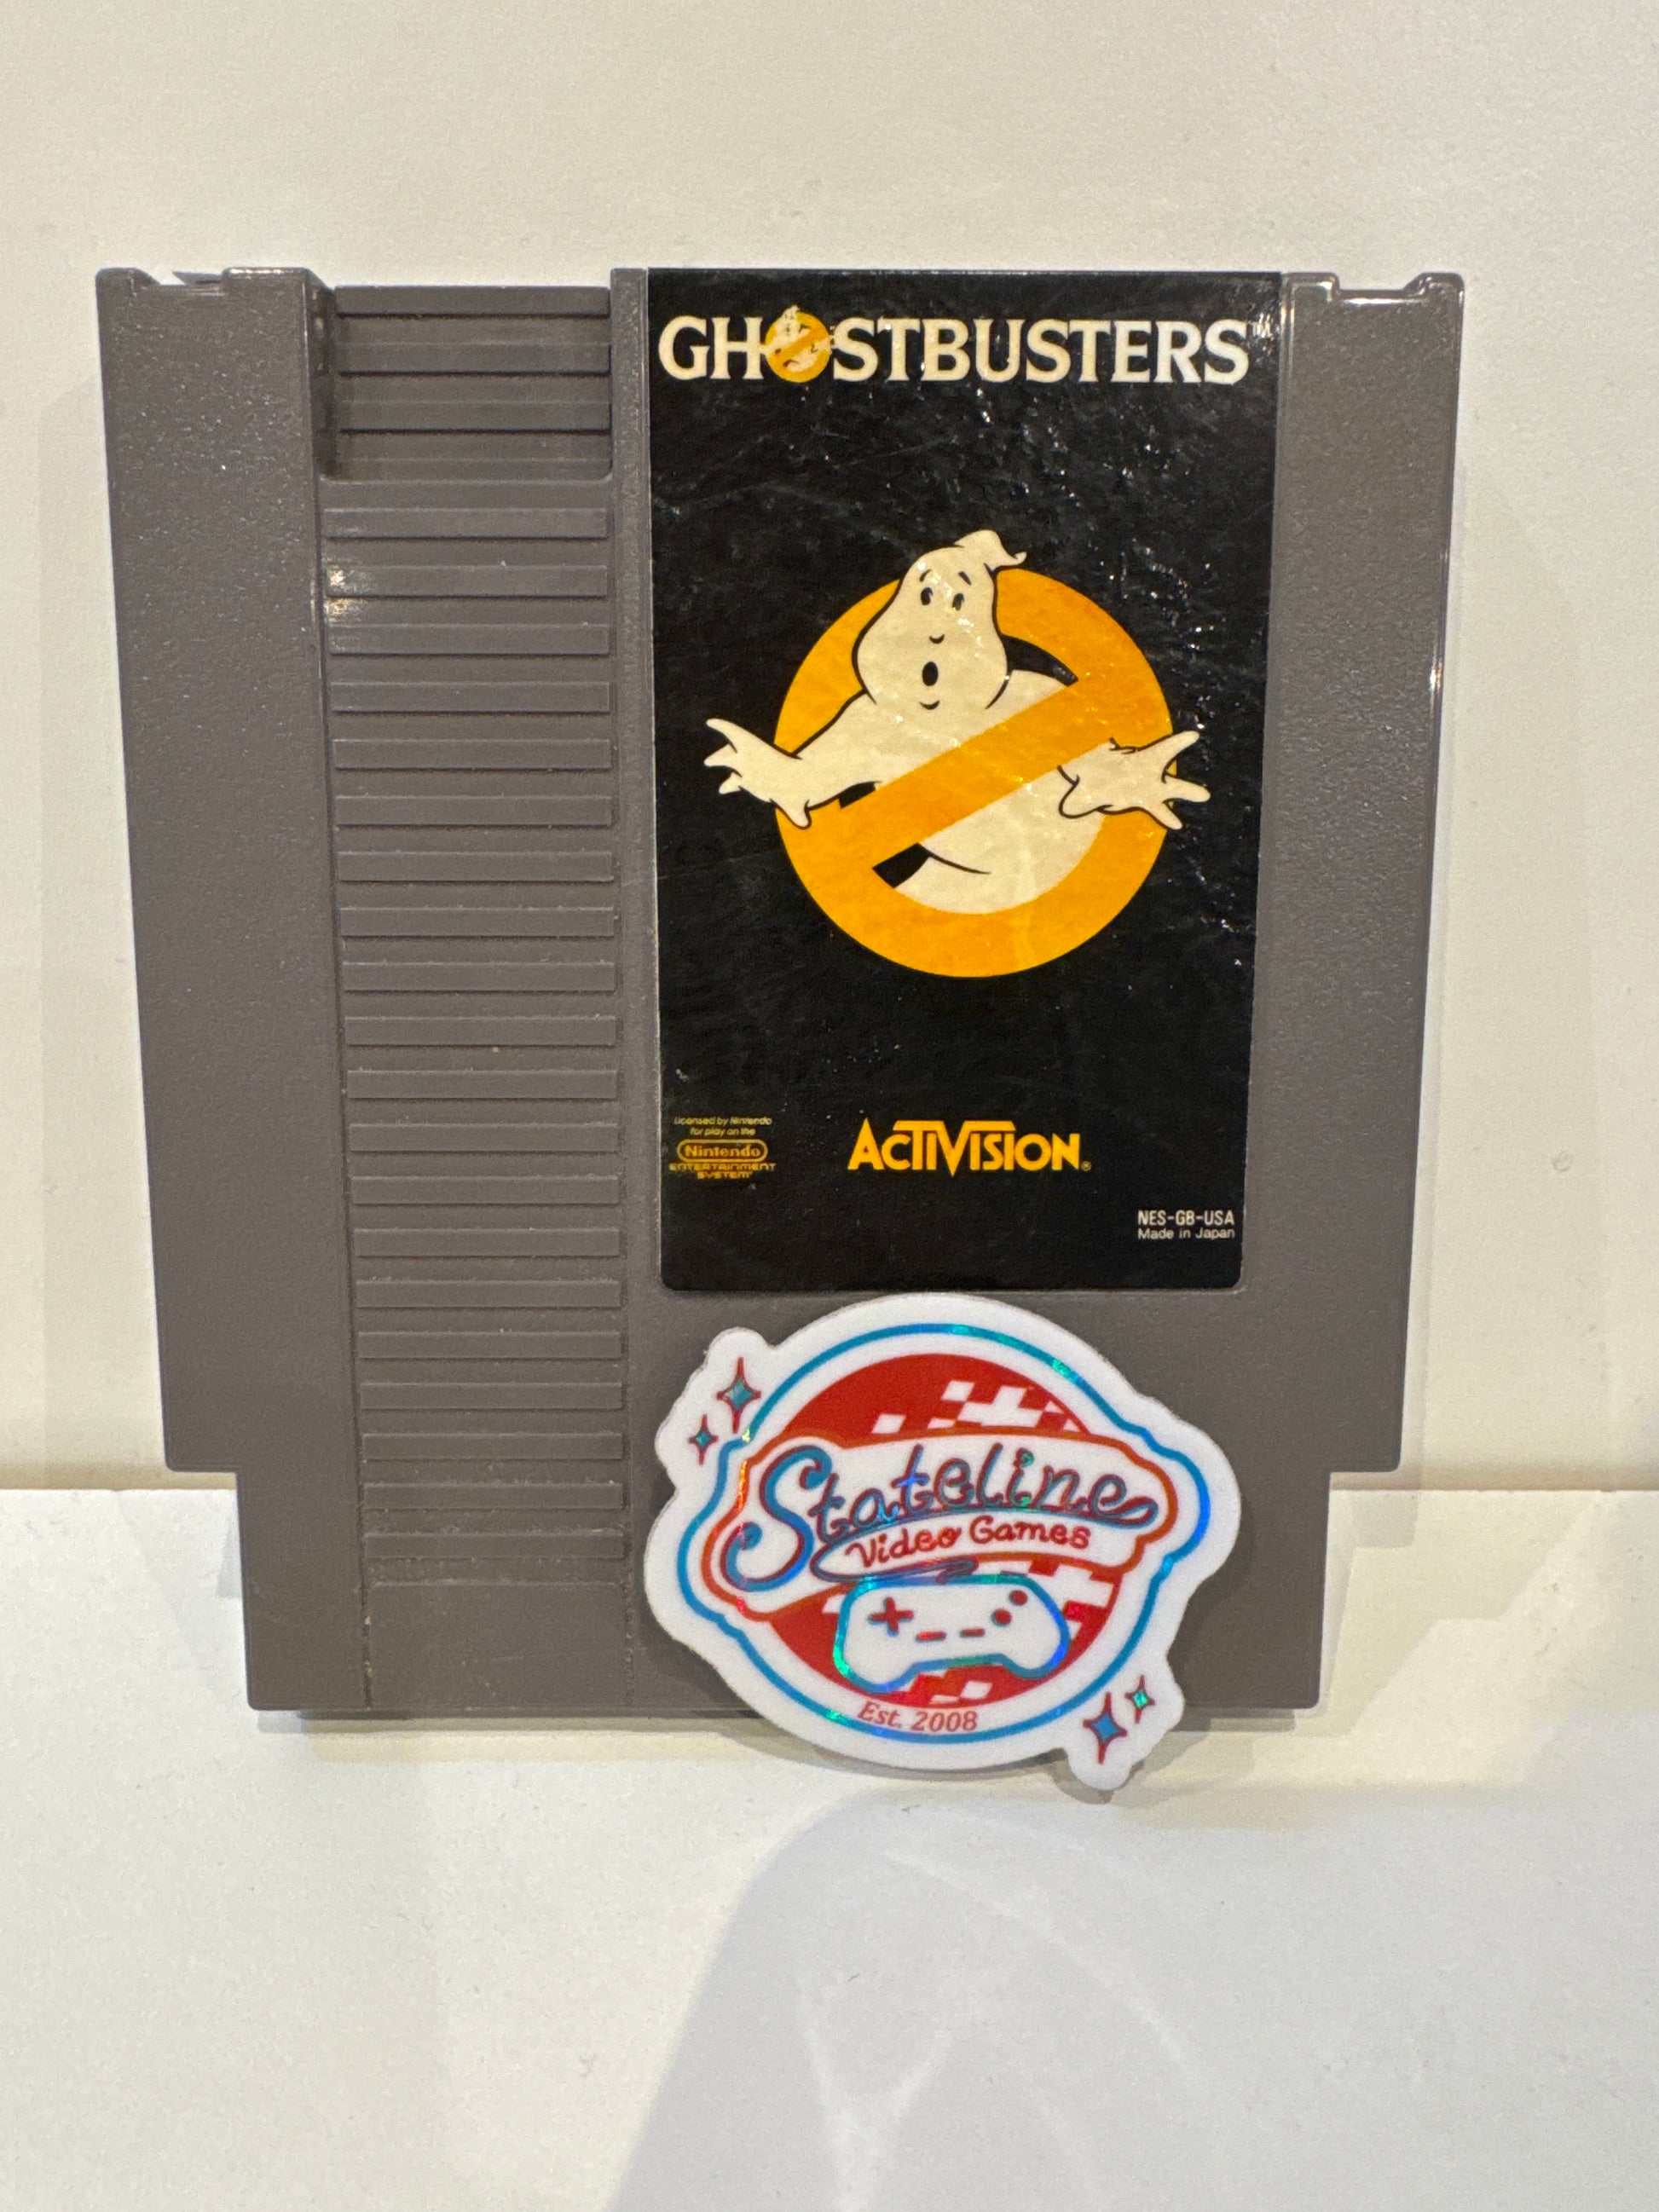 GHOSTBUSTERS™
Licensed by Nintendo
for play on the
Nintendo
ENTERTAINMENT
SYSTEM®
ACTIVISION®
NES-GB-USA
Made in Japan
Stateline
Video Games
Est. 2008